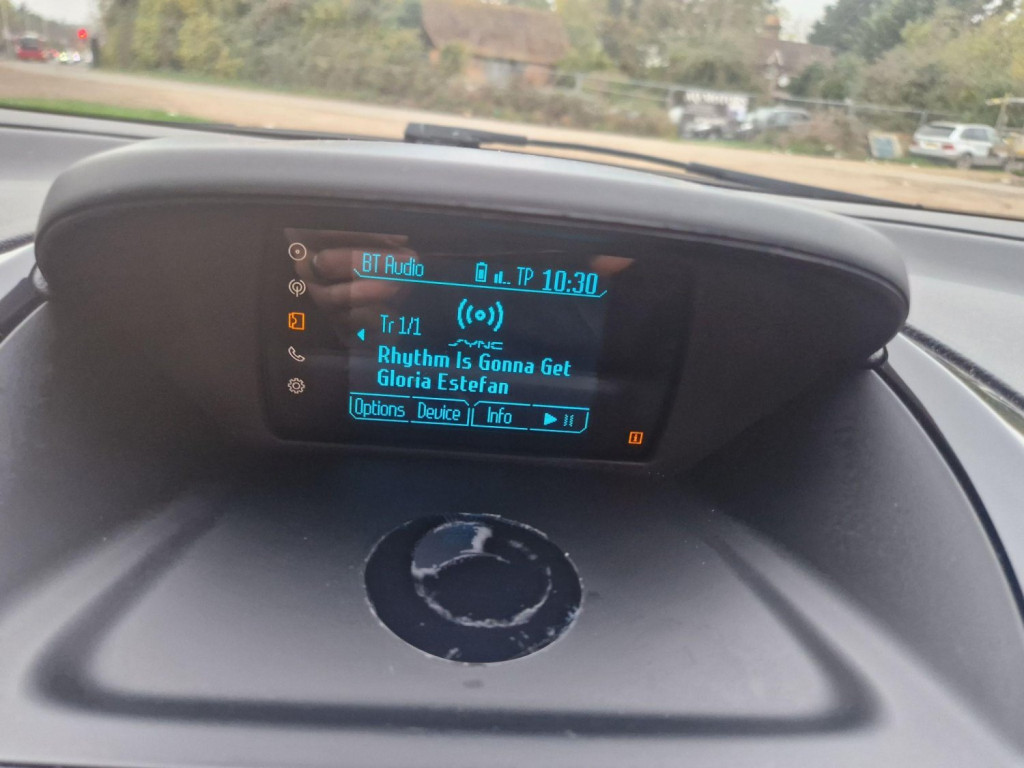 BT Audio TP 10:30
Tr 1/1
SYNC
Rhythm Is Gonna Get
Gloria Estefan
Options Device Info